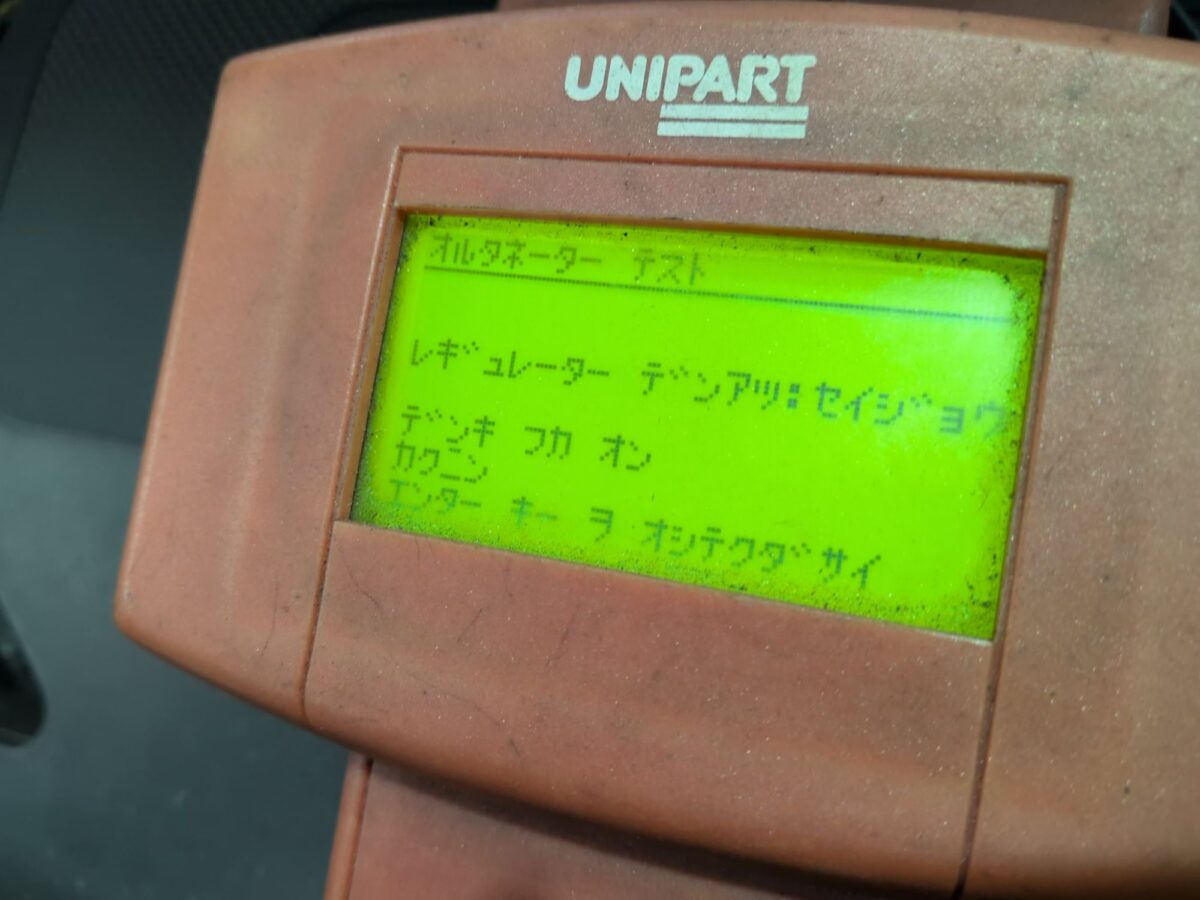 UNIPART
オルタネーター テスト
レギュレーター デンアツ:セイジョウ
デンキ フカ オン
カクニン
エンター キー ヲ オシテクダサイ